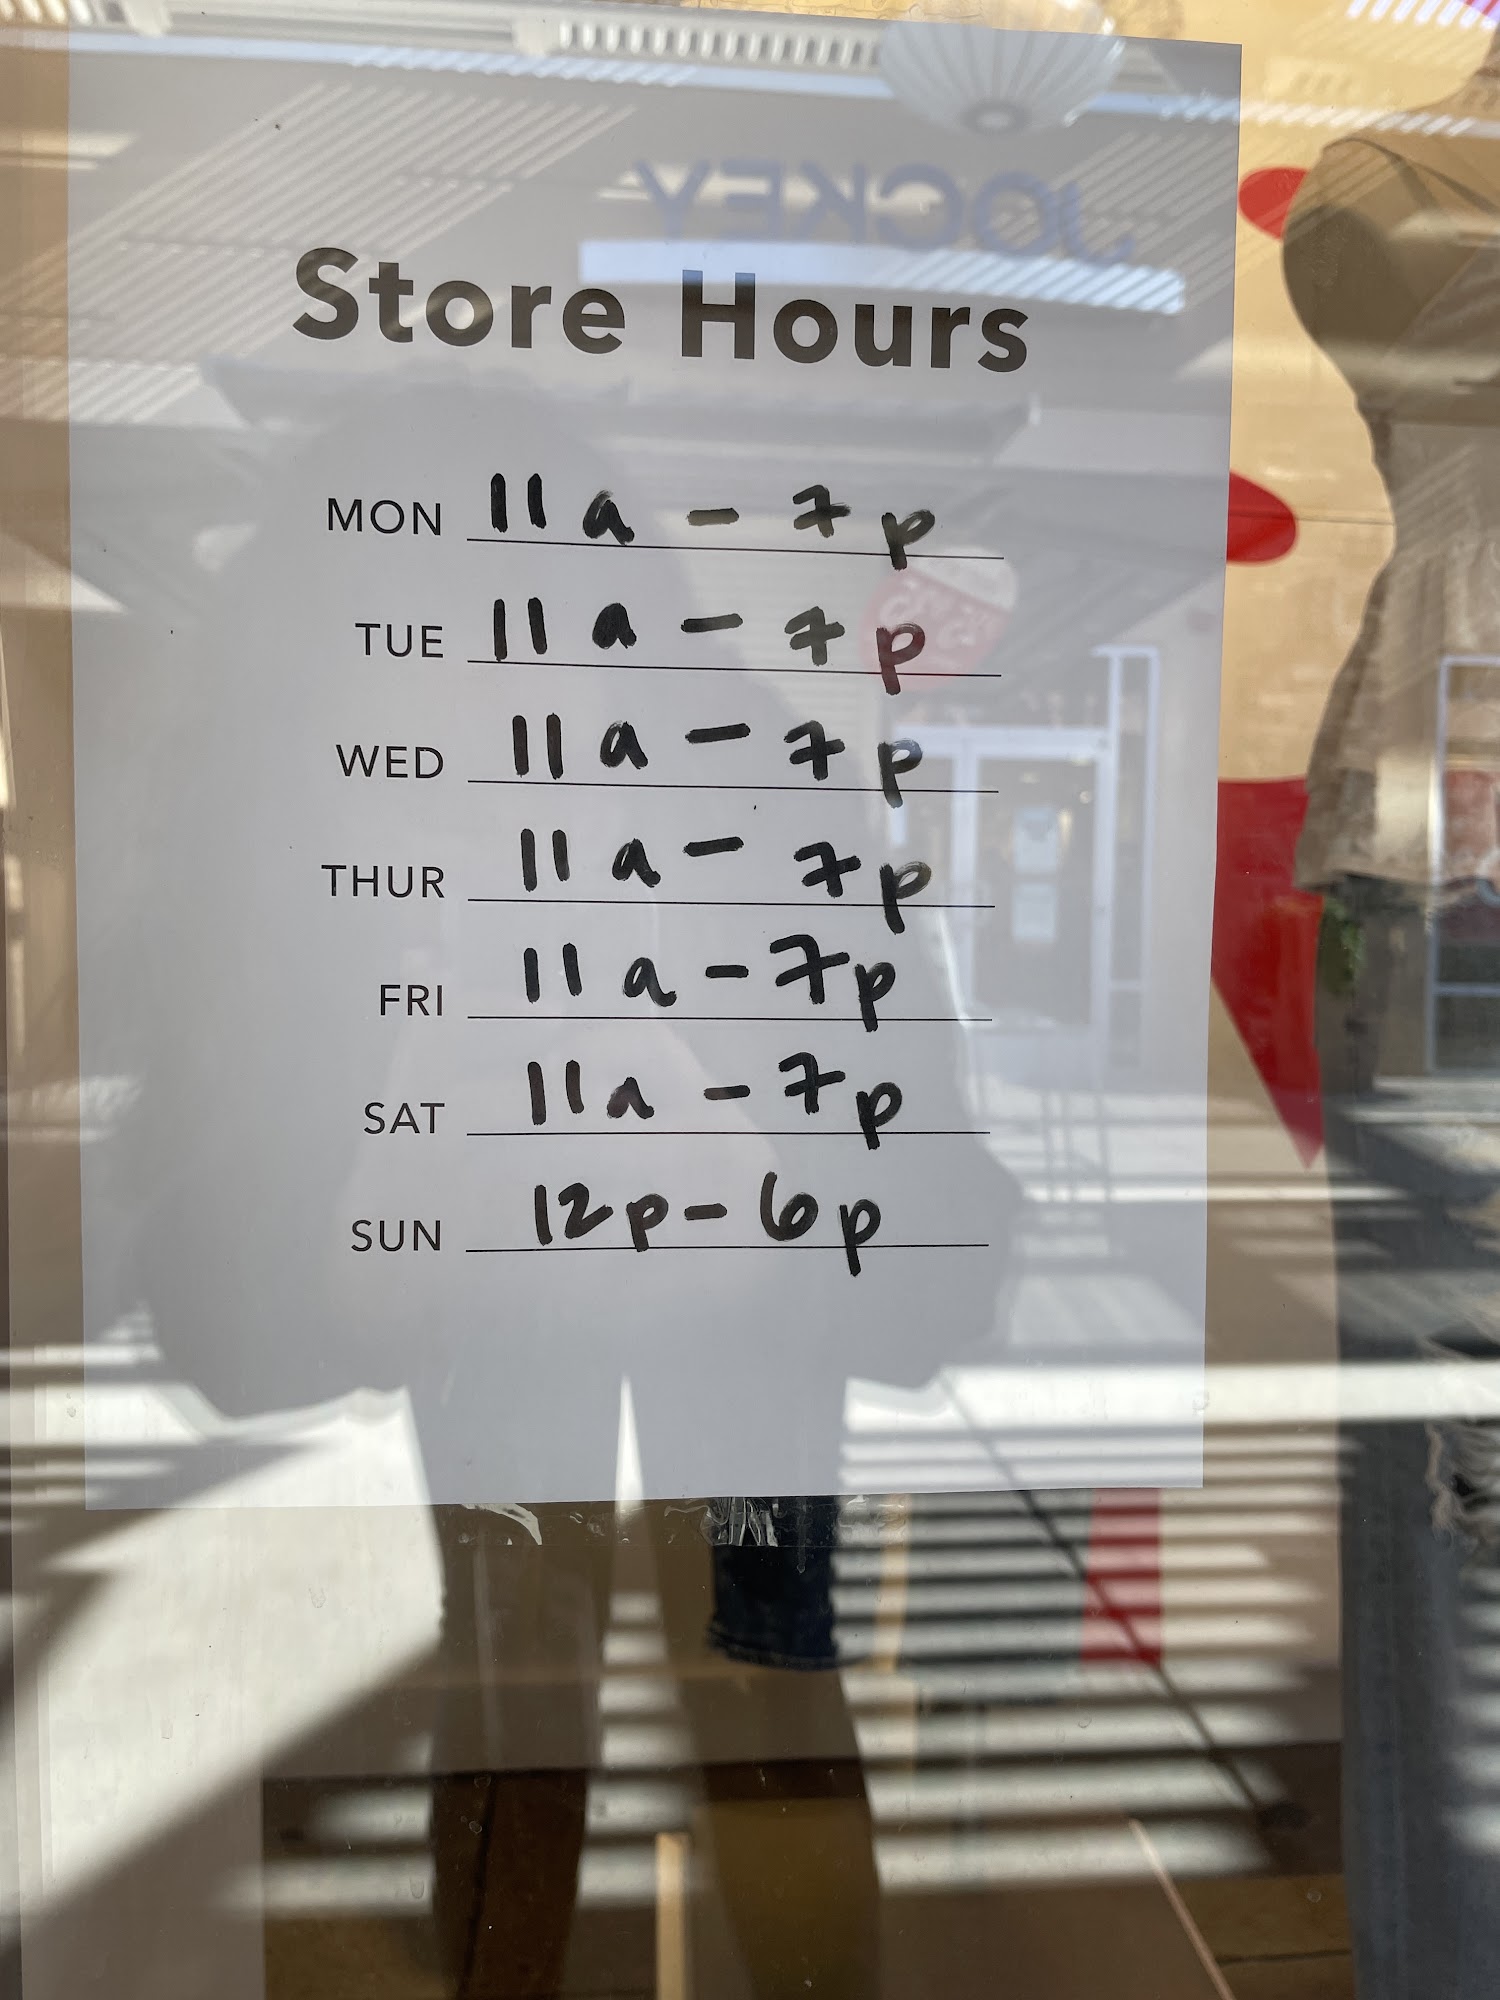 JOCKEY
Store Hours
MON 11a - 7p
TUE 11a - 7p
WED 11a - 7p
THUR 11a - 7p
FRI 11a - 7p
SAT 11a - 7p
SUN 12p - 6p